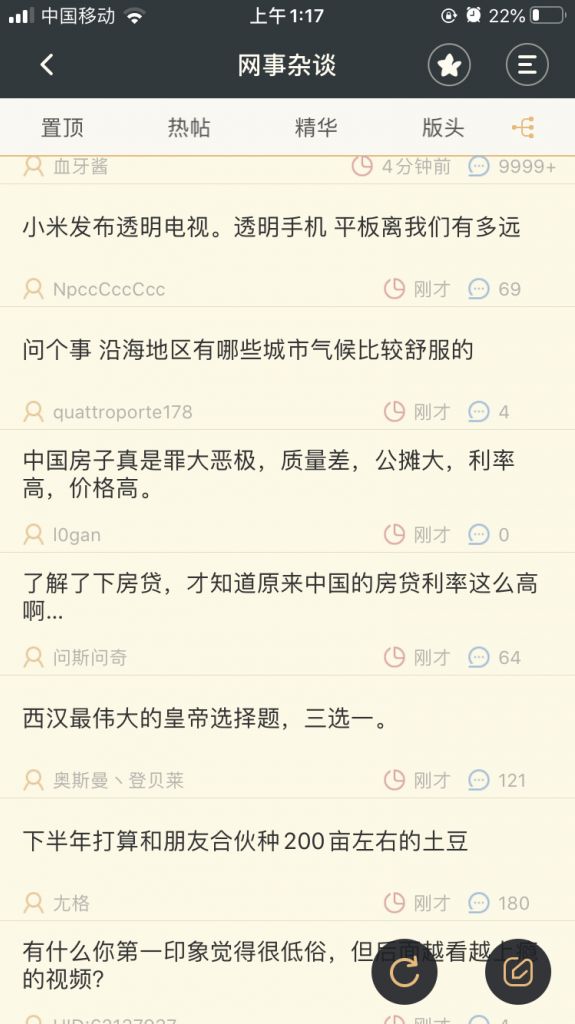 中国移动
上午1:17
22%
网事杂谈
置顶
热帖
精华
版头
血牙酱
4分钟前
9999+
小米发布透明电视。透明手机 平板离我们有多远
NpccCccCcc
刚才
69
问个事 沿海地区有哪些城市气候比较舒服的
quattroporte178
刚才
4
中国房子真是罪大恶极，质量差，公摊大，利率
高，价格高。
l0gan
刚才
0
了解了下房贷，才知道原来中国的房贷利率这么高
啊...
问斯问奇
刚才
64
西汉最伟大的皇帝选择题，三选一。
奥斯曼丶登贝莱
刚才
121
下半年打算和朋友合伙种200亩左右的土豆
尢格
刚才
180
有什么你第一印象觉得很低俗，但后面越看越上瘾
的视频?